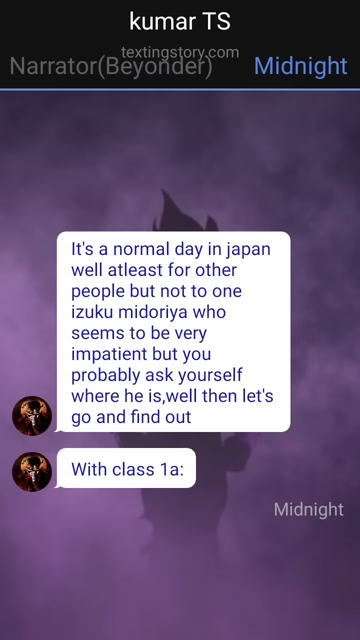 kumar TS
textingstory.com
Narrator(Beyonder)
Midnight
It's a normal day in japan
well atleast for other
people but not to one
izuku midoriya who
seems to be very
impatient but you
probably ask yourself
where he is,well then let's
go and find out
With class 1a:
Midnight